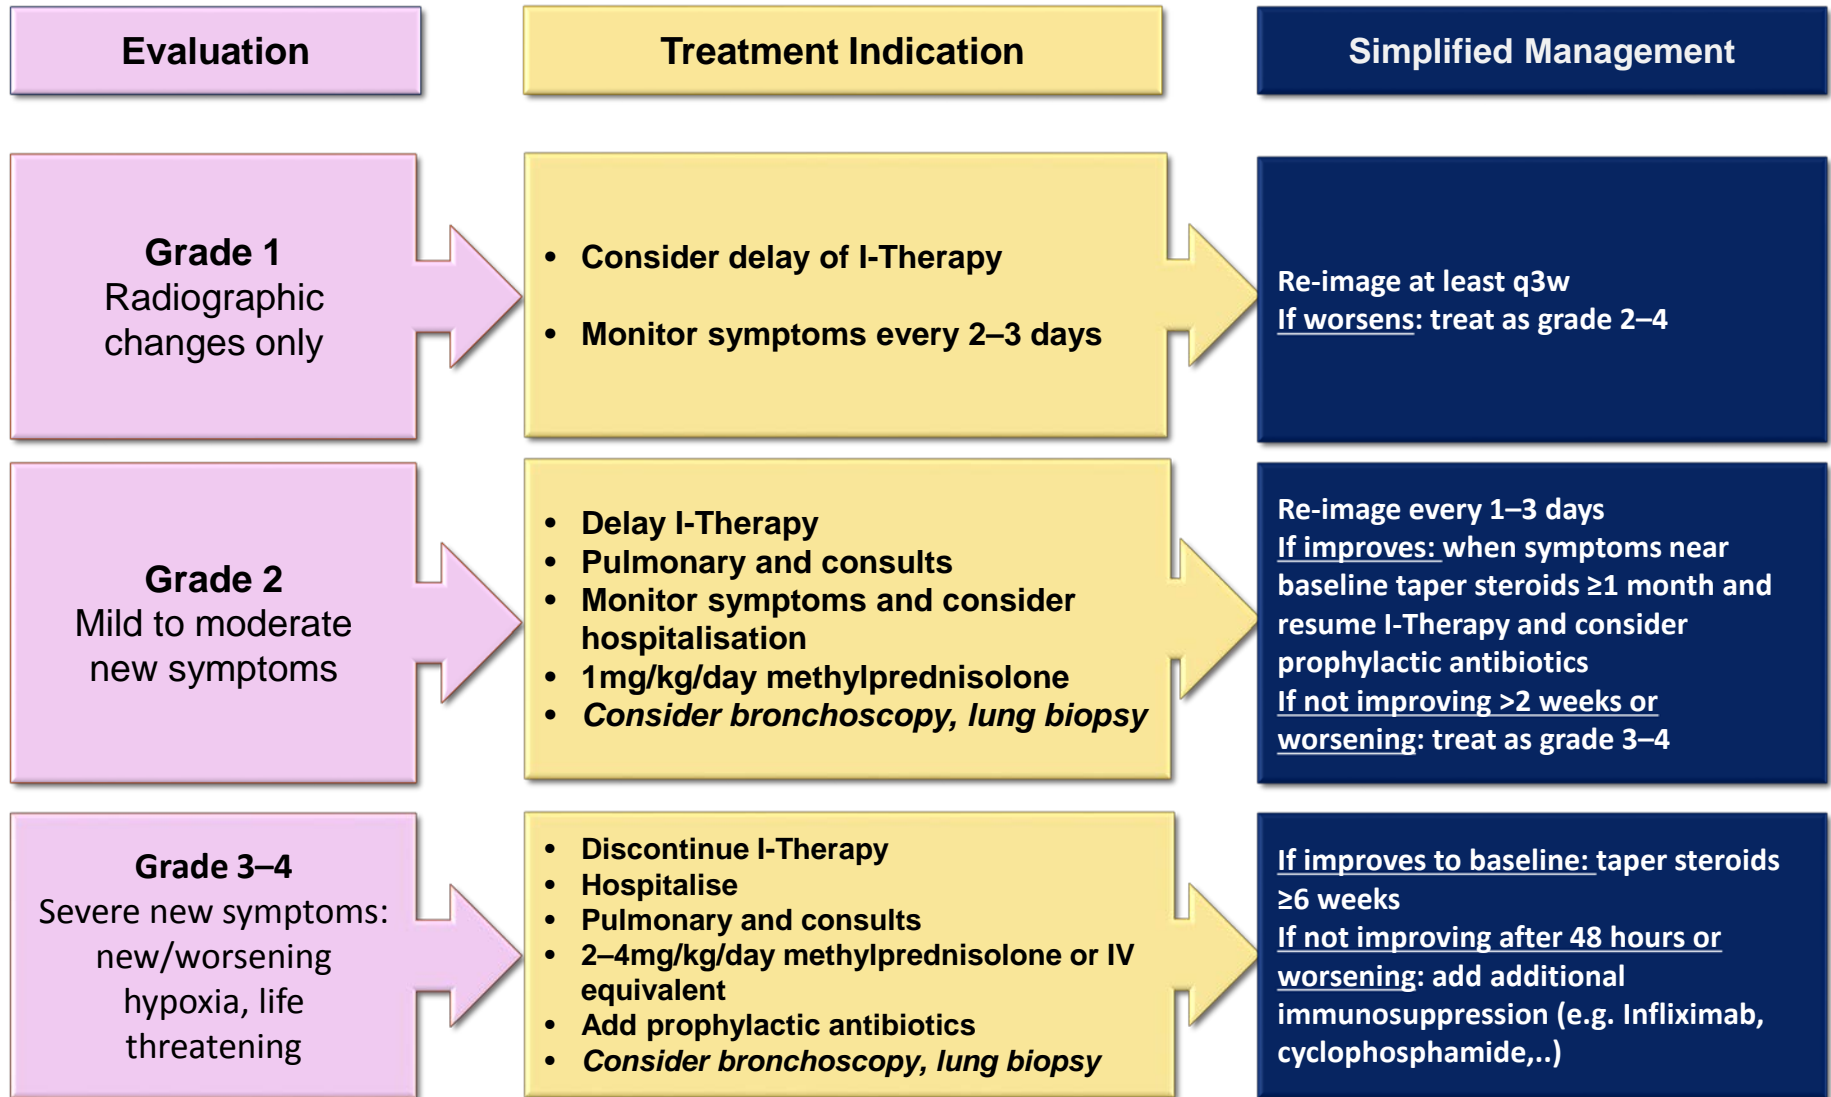 Evaluation
Treatment Indication
Simplified Management
Grade 1
Radiographic
changes only
• Consider delay of I-Therapy
• Monitor symptoms every 2–3 days
Re-image at least q3w
If worsens: treat as grade 2–4
Grade 2
Mild to moderate
new symptoms
• Delay I-Therapy
• Pulmonary and consults
• Monitor symptoms and consider
hospitalisation
• 1mg/kg/day methylprednisolone
• Consider bronchoscopy, lung biopsy
Re-image every 1–3 days
If improves: when symptoms near
baseline taper steroids ≥1 month and
resume I-Therapy and consider
prophylactic antibiotics
If not improving >2 weeks or
worsening: treat as grade 3–4
Grade 3–4
Severe new symptoms:
new/worsening
hypoxia, life
threatening
• Discontinue I-Therapy
• Hospitalise
• Pulmonary and consults
• 2–4mg/kg/day methylprednisolone or IV
equivalent
• Add prophylactic antibiotics
• Consider bronchoscopy, lung biopsy
If improves to baseline: taper steroids
≥6 weeks
If not improving after 48 hours or
worsening: add additional
immunosuppression (e.g. Infliximab,
cyclophosphamide,..)